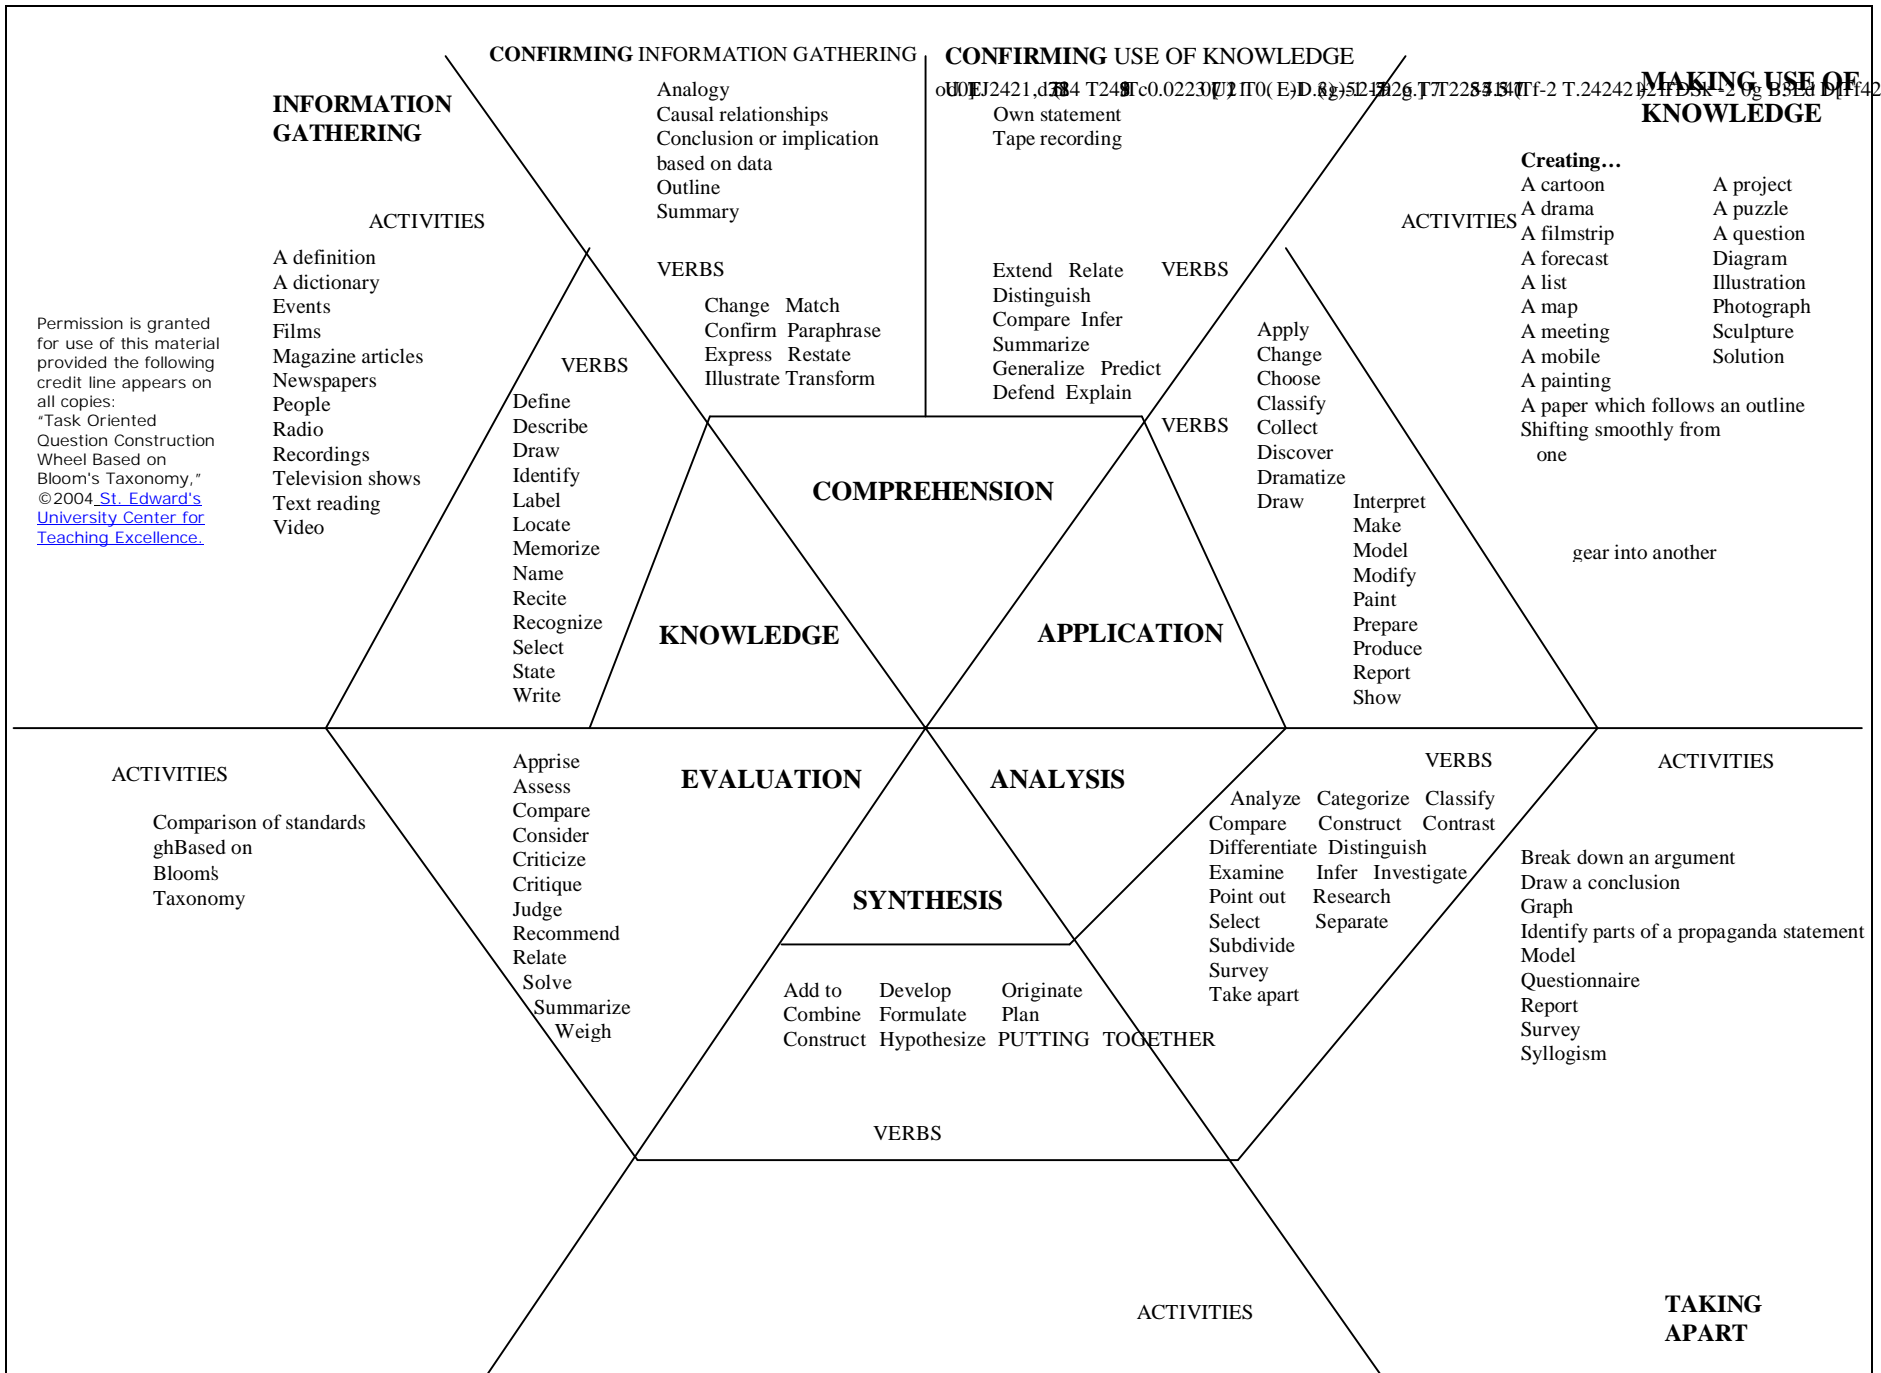 CONFIRMING INFORMATION GATHERING
CONFIRMING USE OF KNOWLEDGE
INFORMATION
GATHERING
Analogy
Causal relationships
Conclusion or implication
based on data
Outline
Summary
Own statement
Tape recording
MAKING USE OF
KNOWLEDGE
ACTIVITIES
A definition
A dictionary
Events
Films
Magazine articles
Newspapers
People
Radio
Recordings
Television shows
Text reading
Video
Permission is granted
for use of this material
provided the following
credit line appears on
all copies:
"Task Oriented
Question Construction
Wheel Based on
Bloom's Taxonomy,"
©2004 St. Edward's
University Center for
Teaching Excellence.
VERBS
Define
Describe
Draw
Identify
Label
Locate
Memorize
Name
Recite
Recognize
Select
State
Write
VERBS
Change Match
Confirm Paraphrase
Express Restate
Illustrate Transform
Extend Relate VERBS
Distinguish
Compare Infer
Summarize
Generalize Predict
Defend Explain
VERBS
Apply
Change
Choose
Classify
Collect
Discover
Dramatize
Draw Interpret
Make
Model
Modify
Paint
Prepare
Produce
Report
Show
ACTIVITIES
Creating…
A cartoon A project
A drama A puzzle
A filmstrip A question
A forecast Diagram
A list Illustration
A map Photograph
A meeting Sculpture
A mobile Solution
A painting
A paper which follows an outline
Shifting smoothly from
one
gear into another
COMPREHENSION
KNOWLEDGE
APPLICATION
EVALUATION
ANALYSIS
SYNTHESIS
ACTIVITIES
Comparison of standards
ghBased on
Bloom's
Taxonomy
Apprise
Assess
Compare
Consider
Criticize
Critique
Judge
Recommend
Relate
Solve
Summarize
Weigh
Add to Develop Originate
Combine Formulate Plan
Construct Hypothesize PUTTING TOGETHER
VERBS
VERBS
Analyze Categorize Classify
Compare Construct Contrast
Differentiate Distinguish
Examine Infer Investigate
Point out Research
Select Separate
Subdivide
Survey
Take apart
ACTIVITIES
Break down an argument
Draw a conclusion
Graph
Identify parts of a propaganda statement
Model
Questionnaire
Report
Survey
Syllogism
ACTIVITIES
TAKING
APART